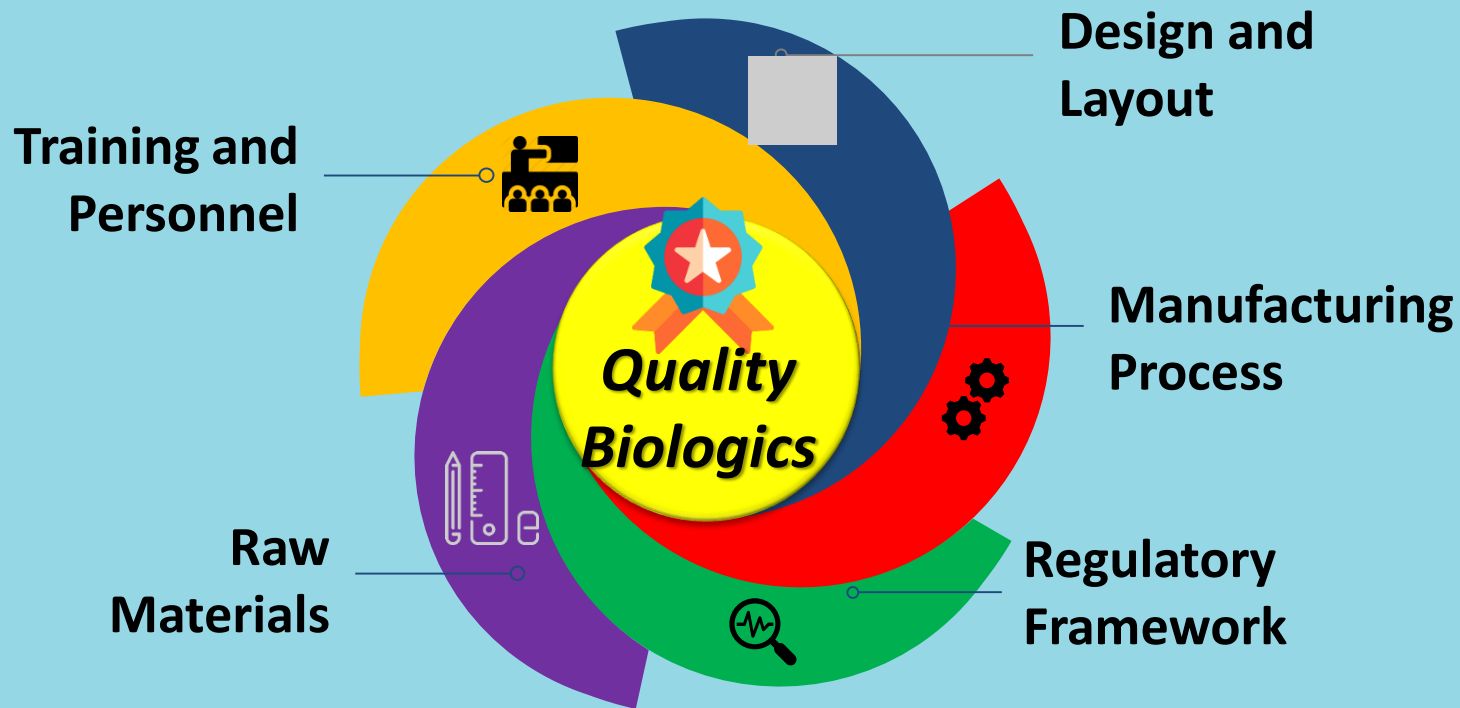 Design and
Layout
Training and
Personnel
Manufacturing
Process
Quality
Biologics
Raw
Materials
Regulatory
Framework